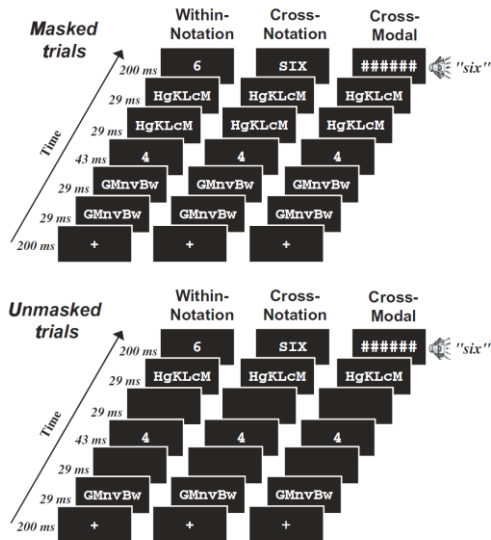 Masked trials
Within-Notation
Cross-Notation
Cross-Modal
200 ms 6 SIX ###### "six"
29 ms HgKLcM HgKLcM HgKLcM
29 ms HgKLcM HgKLcM HgKLcM
43 ms 4 4 4
29 ms GMnvBw GMnvBw GMnvBw
29 ms GMnvBw GMnvBw GMnvBw
200 ms + + +
Time
Unmasked trials
Within-Notation
Cross-Notation
Cross-Modal
200 ms 6 SIX ###### "six"
29 ms HgKLcM HgKLcM HgKLcM
29 ms
43 ms 4 4 4
29 ms
29 ms GMnvBw GMnvBw GMnvBw
200 ms + + +
Time